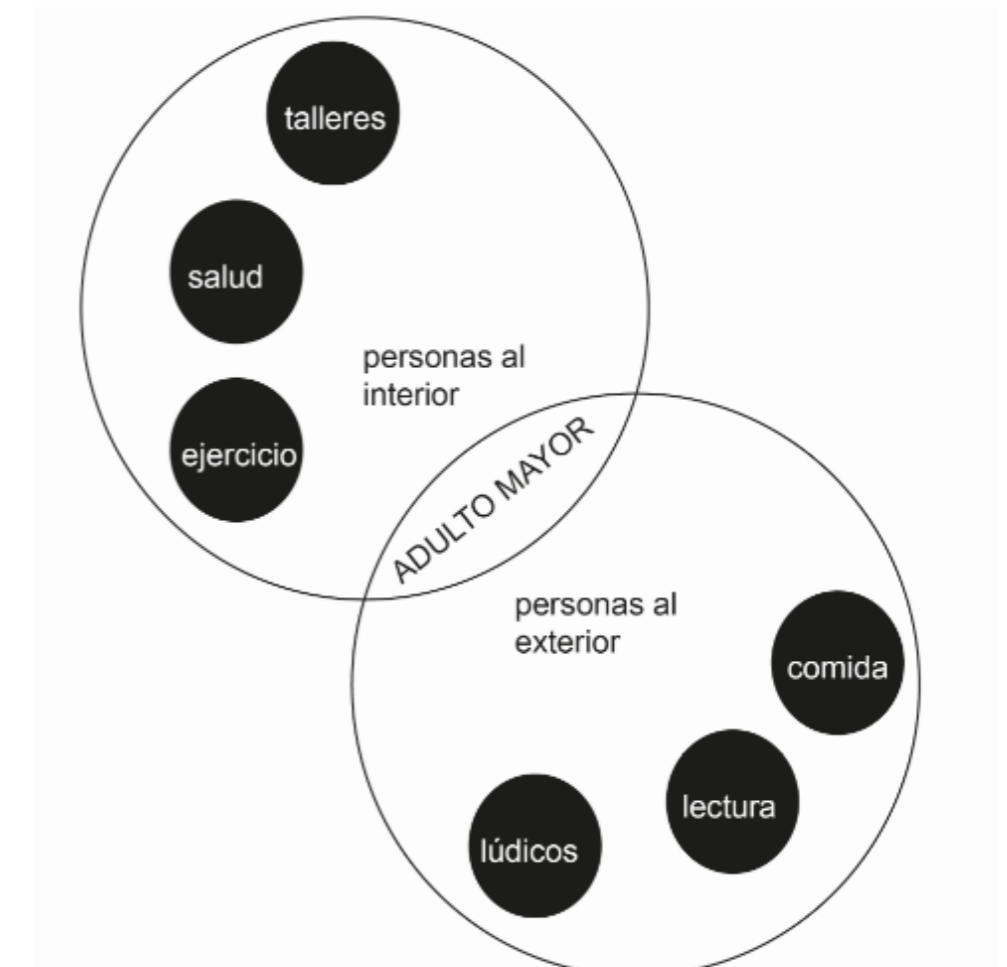 talleres
salud
personas al
interior
ejercicio
ADULTO MAYOR
personas al
exterior
comida
lectura
lúdicos